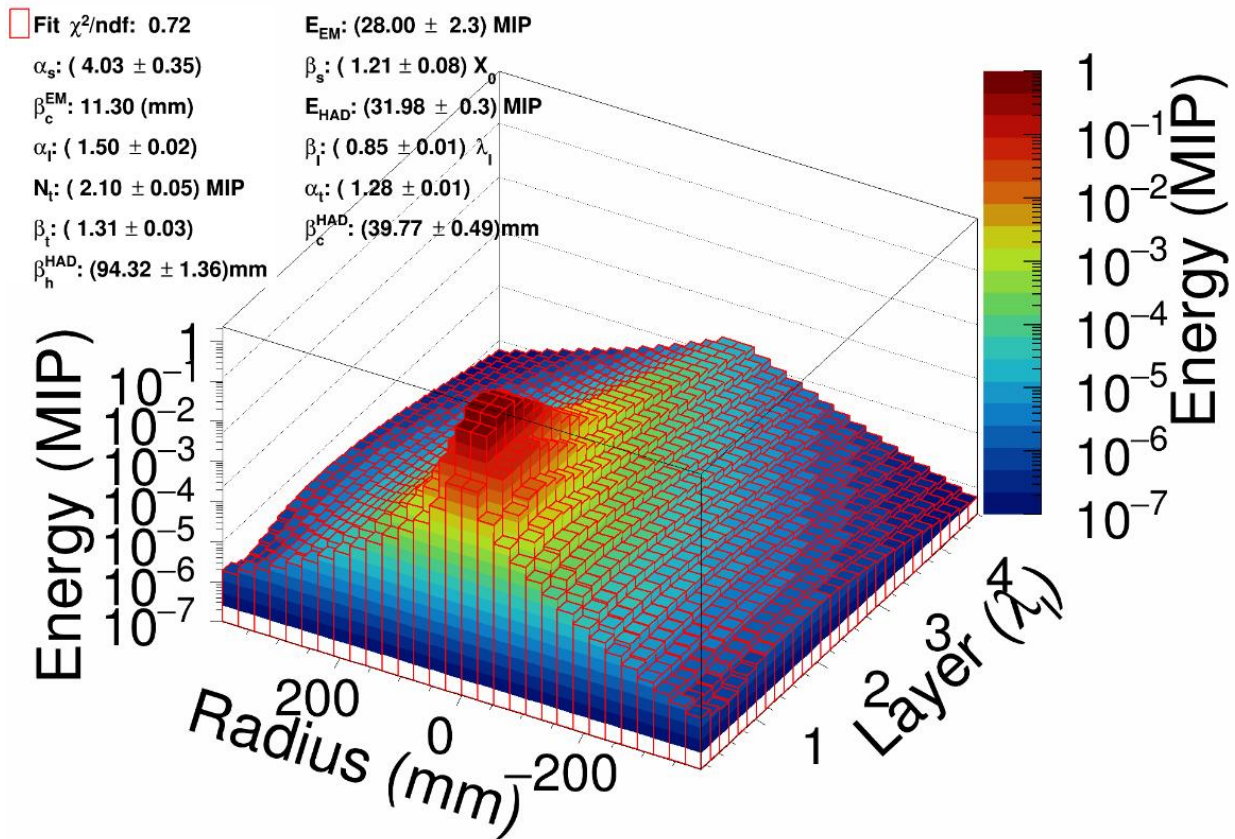 Fit χ²/ndf: 0.72 E_EM: (28.00 ± 2.3) MIP
α_s: ( 4.03 ± 0.35) β_s: ( 1.21 ± 0.08) X_0
β_c^EM: 11.30 (mm) E_HAD: (31.98 ± 0.3) MIP
α_l: ( 1.50 ± 0.02) β_l: ( 0.85 ± 0.01) λ_I
N_t: ( 2.10 ± 0.05) MIP α_t: ( 1.28 ± 0.01)
β_t: ( 1.31 ± 0.03) β_c^HAD: (39.77 ± 0.49)mm
β_h^HAD: (94.32 ± 1.36)mm
Energy (MIP)
1
10⁻¹
10⁻²
10⁻³
10⁻⁴
10⁻⁵
10⁻⁶
10⁻⁷
Radius (mm)
200
0
−200
Layer (λ_I)
1
2
3
4
1
10⁻¹
10⁻²
10⁻³
10⁻⁴
10⁻⁵
10⁻⁶
10⁻⁷
Energy (MIP)